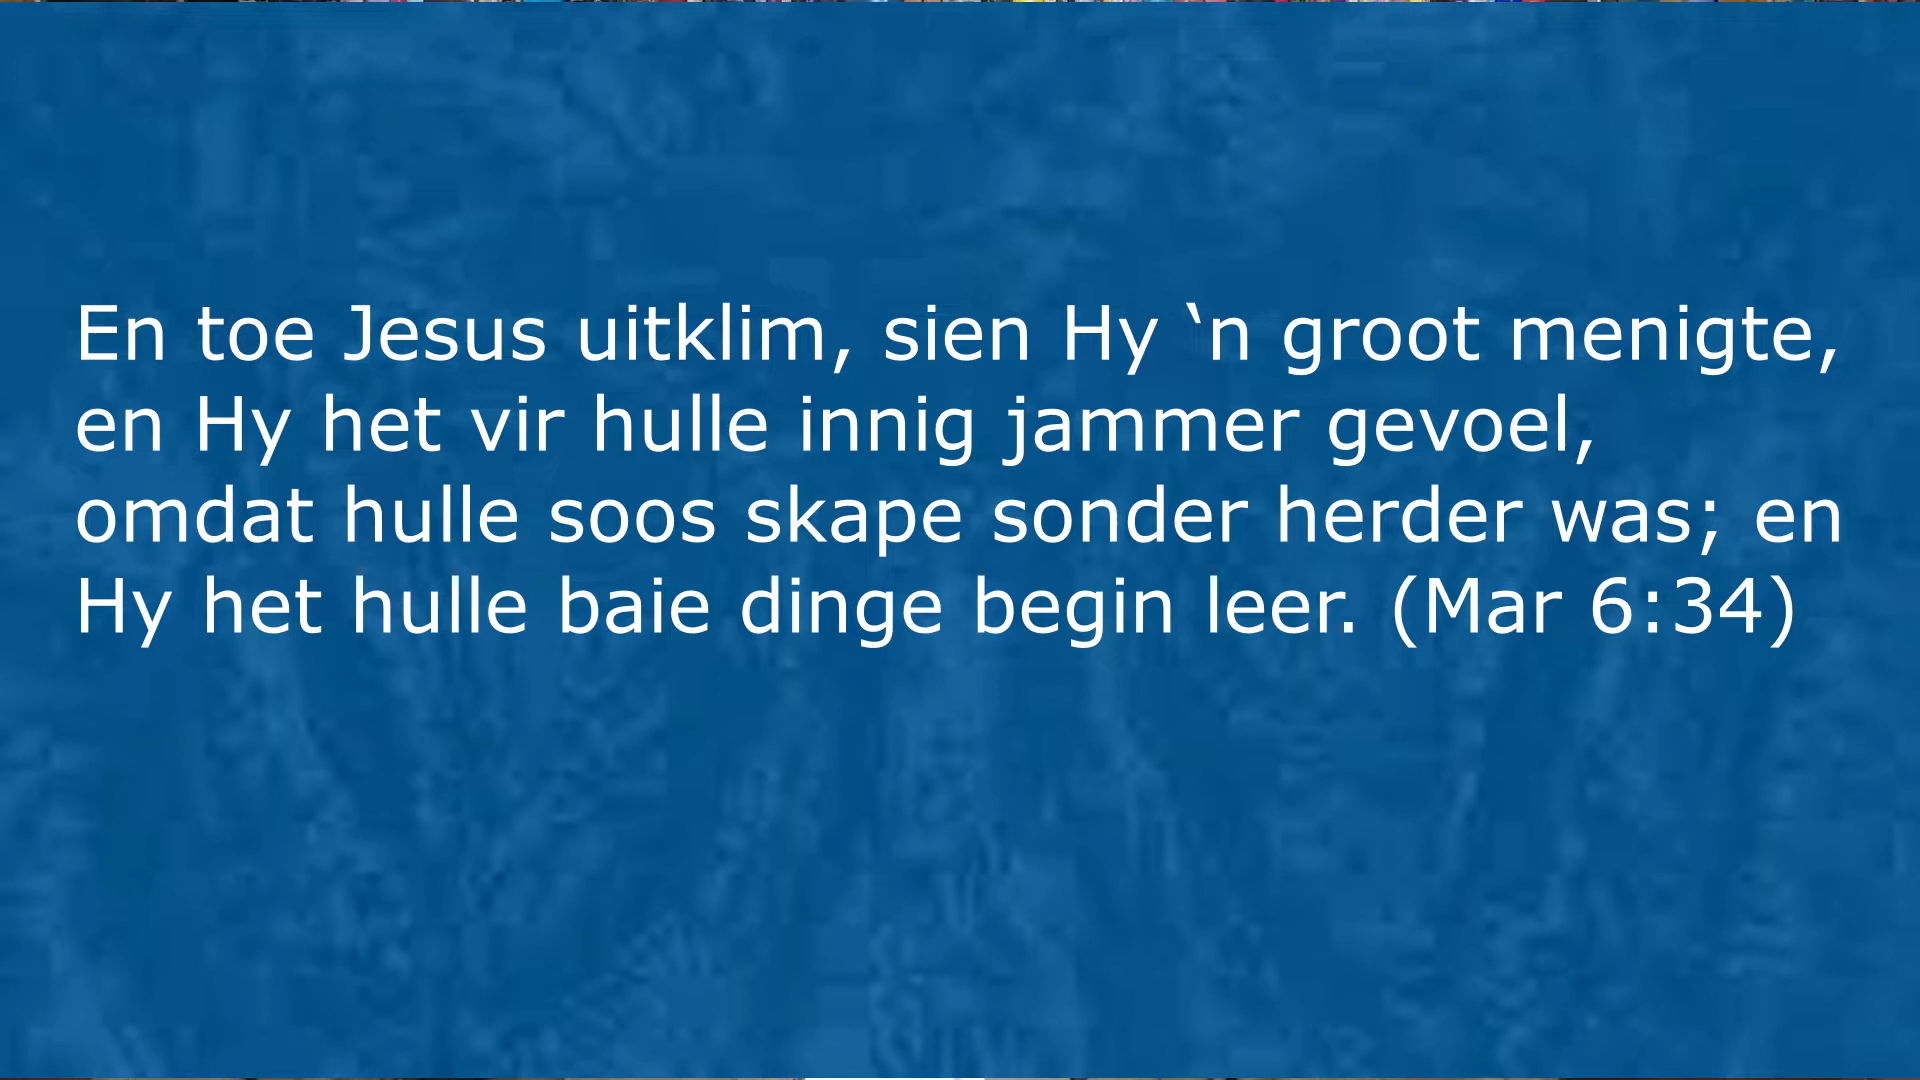 En toe Jesus uitklim, sien Hy ‘n groot menigte,
en Hy het vir hulle innig jammer gevoel,
omdat hulle soos skape sonder herder was; en
Hy het hulle baie dinge begin leer. (Mar 6:34)